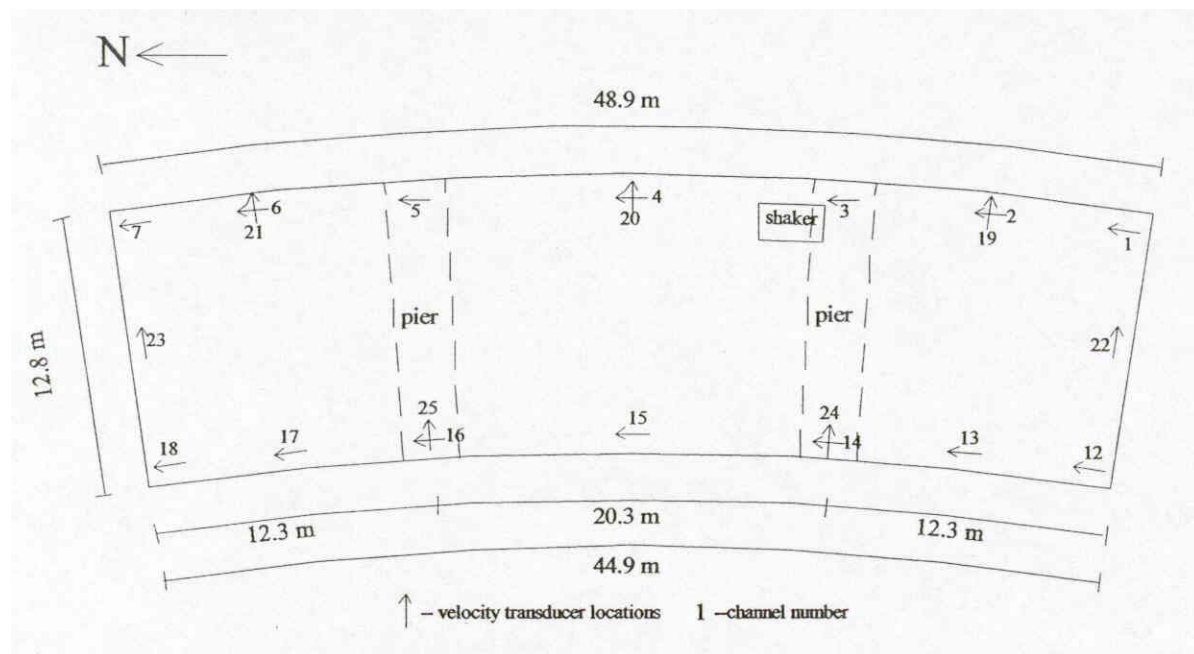 N
48.9 m
shaker
7
6
21
5
20
4
3
2
19
1
12.8 m
pier
pier
23
22
18
17
25
16
15
24
14
13
12
12.3 m
20.3 m
12.3 m
44.9 m
– velocity transducer locations 1 –channel number